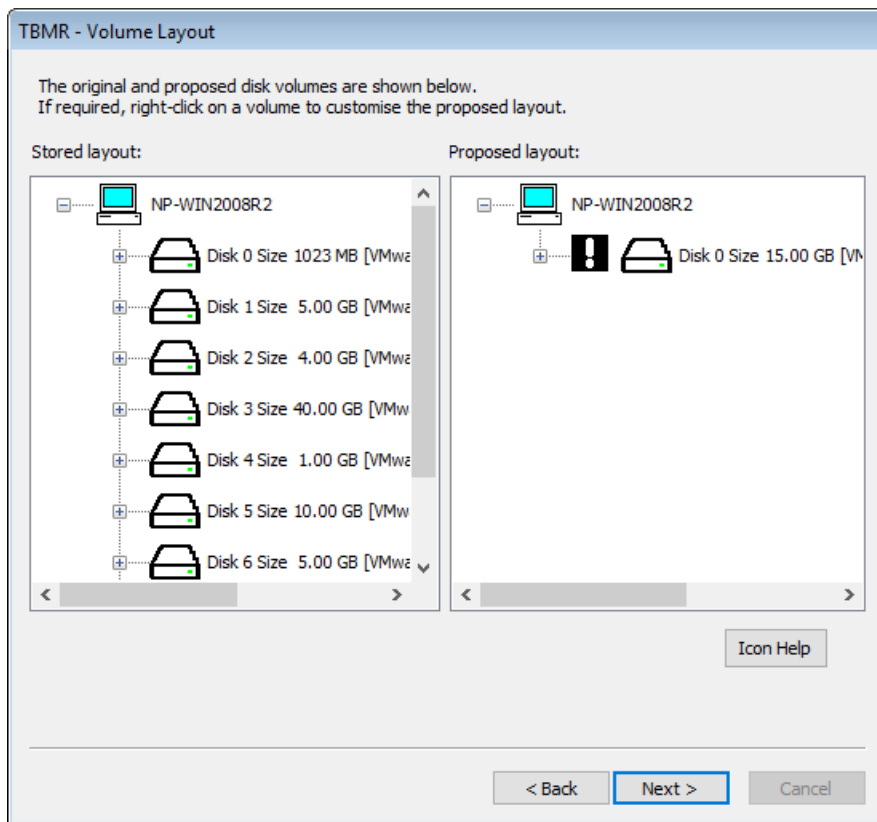 TBMR - Volume Layout
The original and proposed disk volumes are shown below.
If required, right-click on a volume to customise the proposed layout.
Stored layout:
Proposed layout:
NP-WIN2008R2
Disk 0 Size 1023 MB [VMwa
Disk 1 Size 5.00 GB [VMwa
Disk 2 Size 4.00 GB [VMwa
Disk 3 Size 40.00 GB [VMw
Disk 4 Size 1.00 GB [VMwa
Disk 5 Size 10.00 GB [VMw
Disk 6 Size 5.00 GB [VMwa
NP-WIN2008R2
Disk 0 Size 15.00 GB [VM
Icon Help
< Back
Next >
Cancel